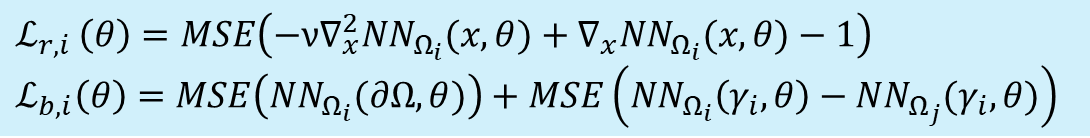 ℒ_{r,i} (θ) = MSE(−ν∇_x^2 NN_{Ω_i}(x, θ) + ∇_x NN_{Ω_i}(x, θ) − 1)
ℒ_{b,i}(θ) = MSE(NN_{Ω_i}(∂Ω, θ)) + MSE (NN_{Ω_i}(γ_i, θ) − NN_{Ω_j}(γ_i, θ))